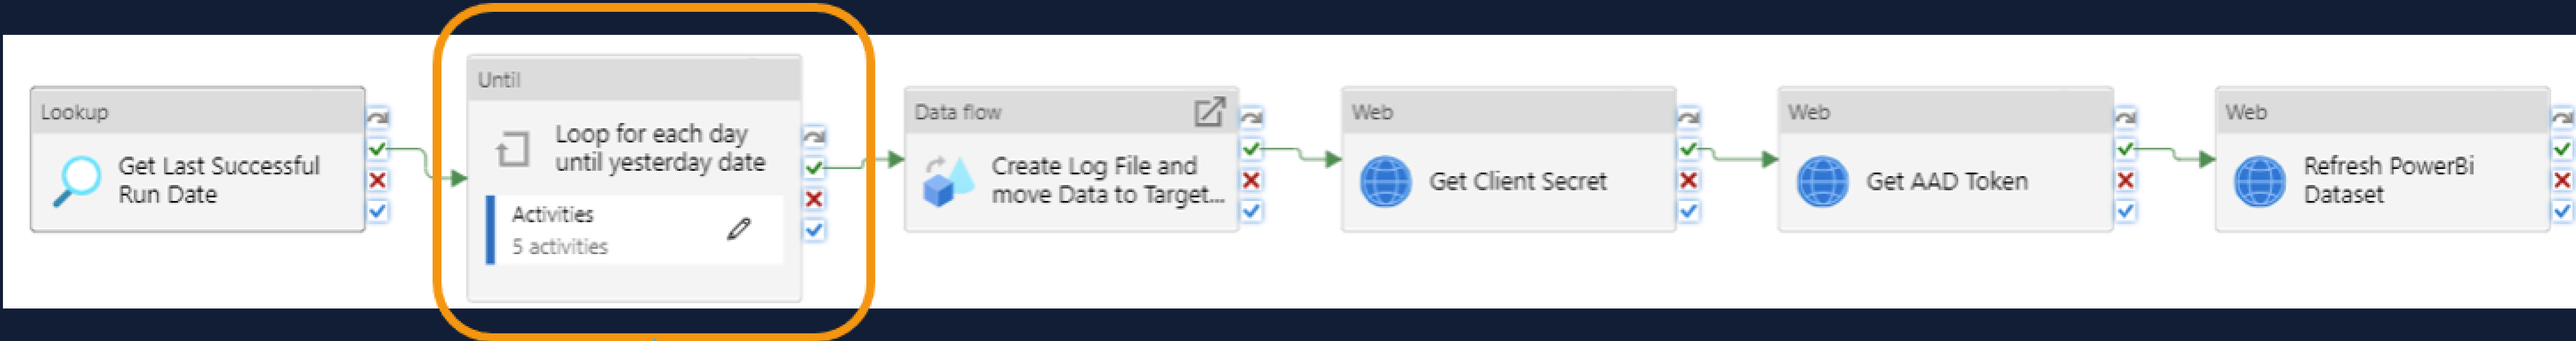 Lookup
Get Last Successful
Run Date
Until
Loop for each day
until yesterday date
Activities
5 activities
Data flow
Create Log File and
move Data to Target...
Web
Get Client Secret
Web
Get AAD Token
Web
Refresh PowerBi
Dataset